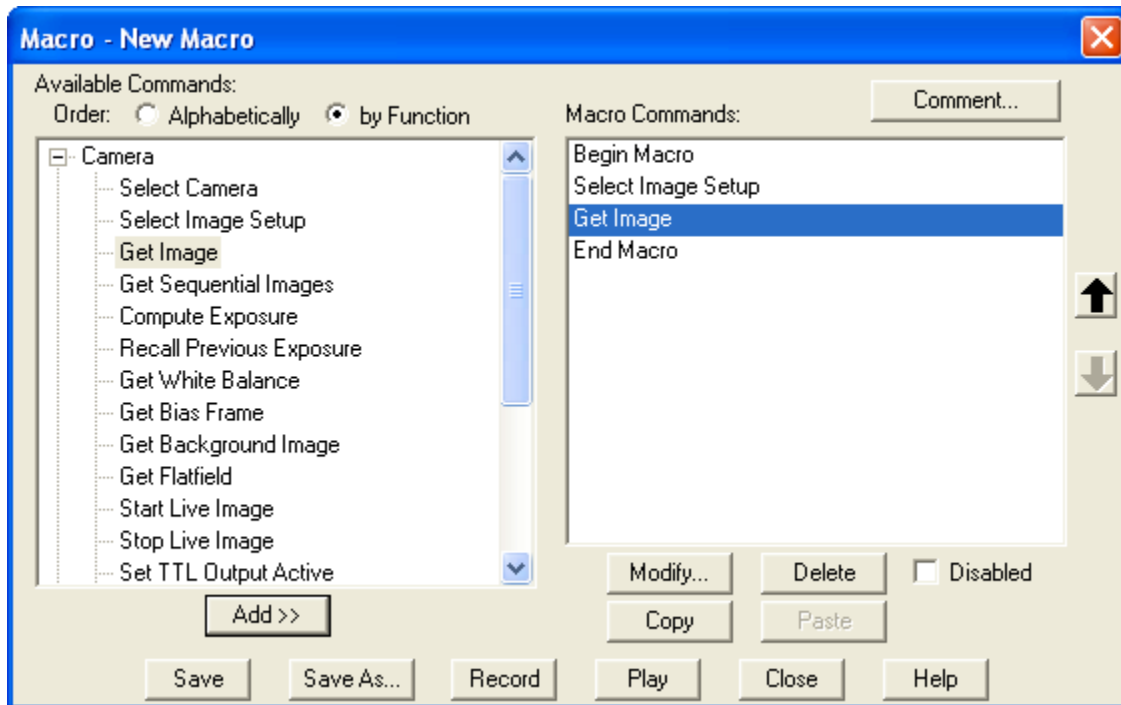 Macro - New Macro
Available Commands:
Order: Alphabetically by Function
Camera
Select Camera
Select Image Setup
Get Image
Get Sequential Images
Compute Exposure
Recall Previous Exposure
Get White Balance
Get Bias Frame
Get Background Image
Get Flatfield
Start Live Image
Stop Live Image
Set TTL Output Active
Add >>
Comment...
Macro Commands:
Begin Macro
Select Image Setup
Get Image
End Macro
Modify... Delete Disabled
Copy Paste
Save Save As... Record Play Close Help